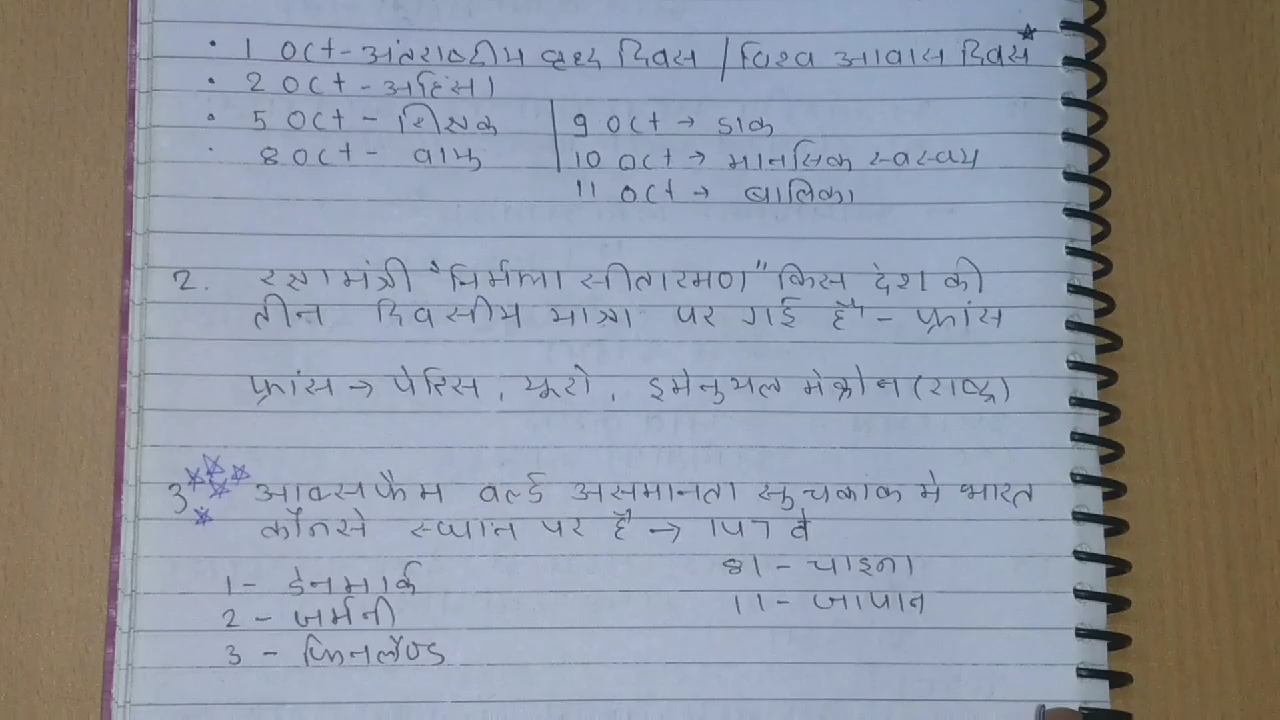 • 1 Oct - अंतराष्ट्रीय वृध्द दिवस / विश्व आवास दिवस
• 2 Oct - अहिंसा
• 5 Oct - शिक्षक
• 8 Oct - वायु
9 Oct → डाक
10 Oct → मानसिक स्वास्थ्य
11 Oct → बालिका
2. रक्षामंत्री "निर्मला सीतारमण" किस देश की
तीन दिवसीय यात्रा पर गई है - फ्रांस
फ्रांस → पेरिस, यूरो, इमेनुयल मेक्रोन (राष्ट्र)
3 आक्सफैम वर्ल्ड असमानता सूचकांक मे भारत
कौनसे स्थान पर है → 147 वे
1 - डेनमार्क
2 - जर्मनी
3 - फिनलैण्ड
81 - चाइना
11 - जापान